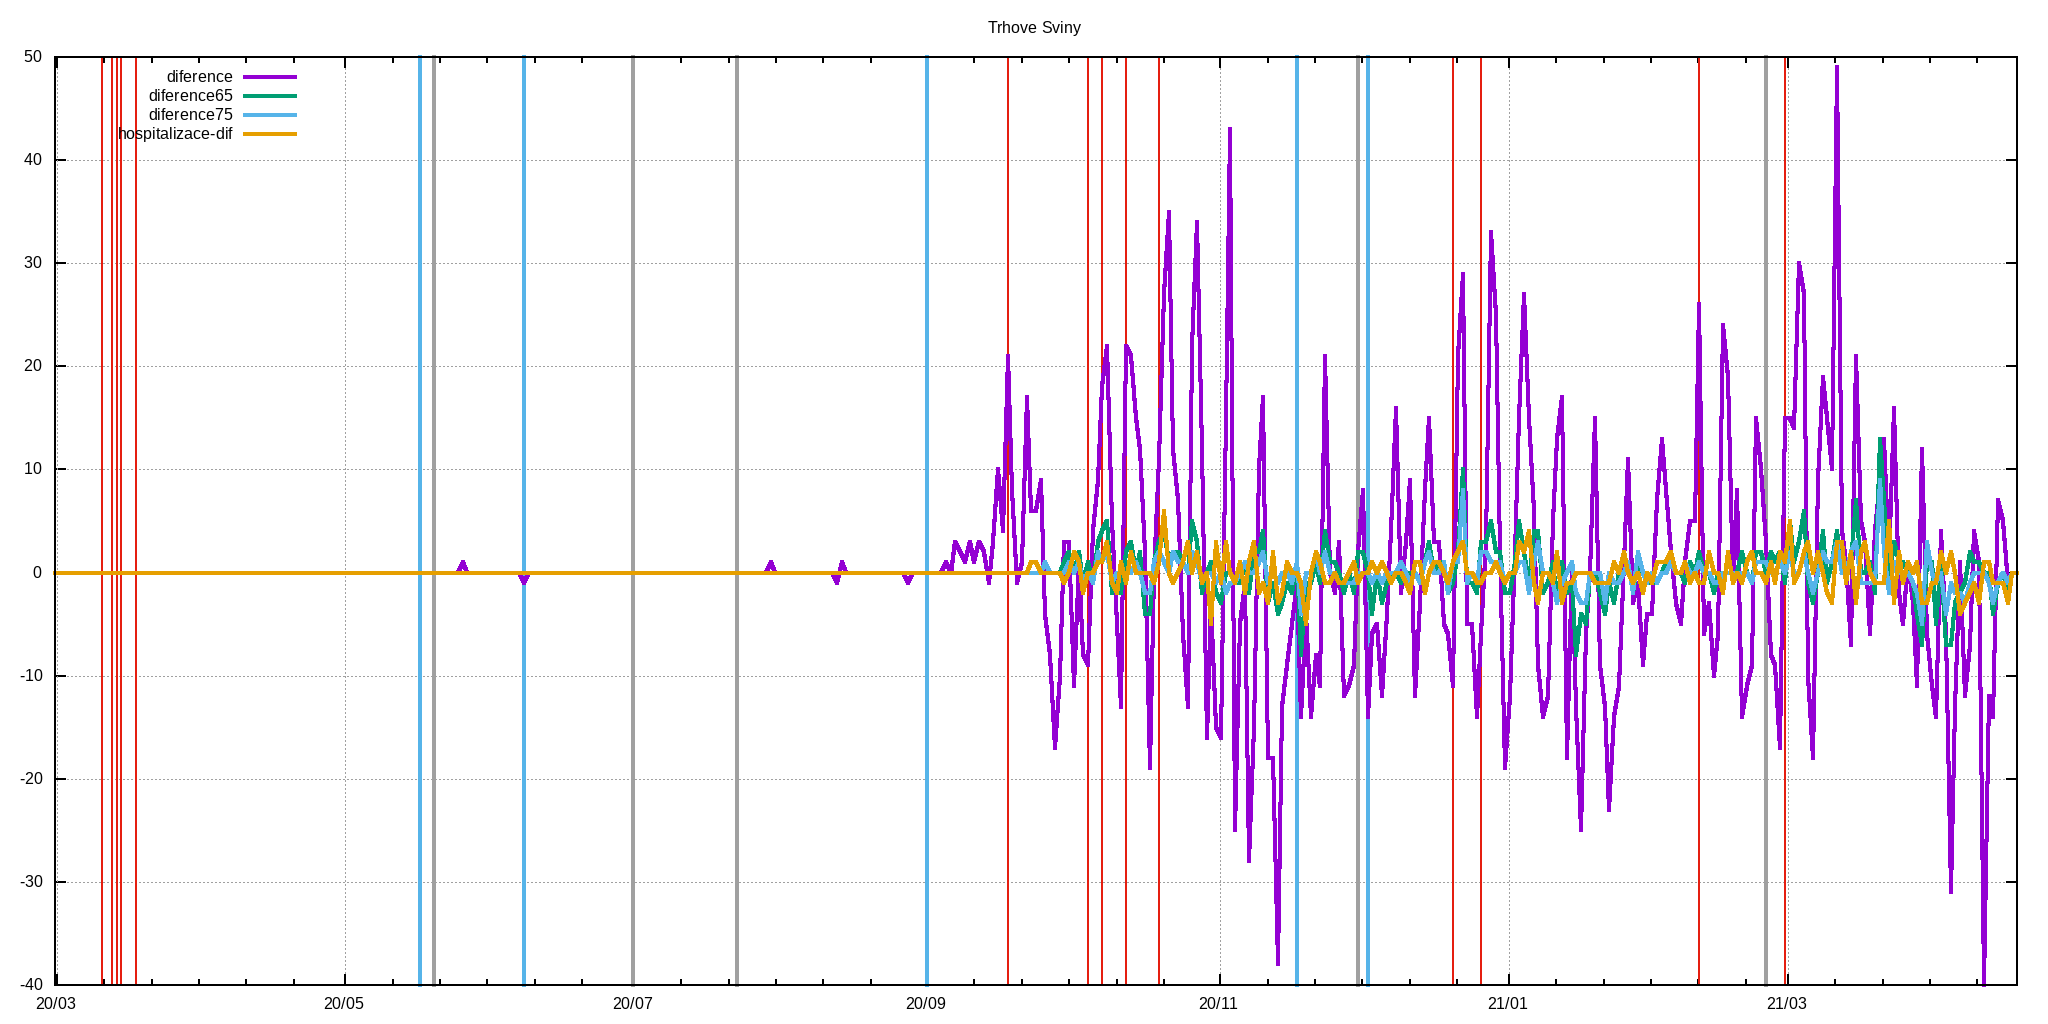 Trhove Sviny
50
diference
diference65
diference75
hospitalizace-dif
40
30
20
10
0
-10
-20
-30
-40
20/03 20/05 20/07 20/09 20/11 21/01 21/03